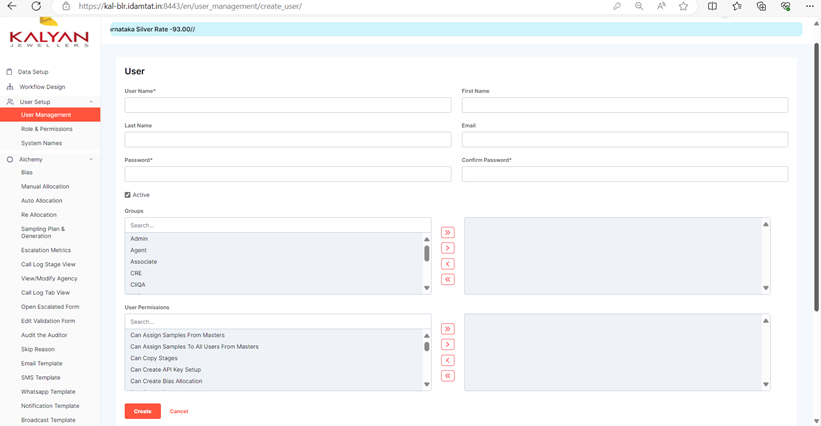 https://kal-blr.idamtat.in:8443/en/user_management/create_user/
KALYAN
JEWELLERS
rnataka Silver Rate -93.00//
Data Setup
Workflow Design
User Setup
User Management
Role & Permissions
System Names
Alchemy
Bias
Manual Allocation
Auto Allocation
Re Allocation
Sampling Plan &
Generation
Escalation Metrics
Call Log Stage View
View/Modify Agency
Call Log Tab View
Open Escalated Form
Edit Validation Form
Audit the Auditor
Skip Reason
Email Template
SMS Template
Whatsapp Template
Notification Template
Broadcast Template
User
User Name*
First Name
Last Name
Email
Password*
Confirm Password*
Active
Groups
Search...
Admin
Agent
Associate
CRE
CliQA
User Permissions
Search...
Can Assign Samples From Masters
Can Assign Samples To All Users From Masters
Can Copy Stages
Can Create API Key Setup
Can Create Bias Allocation
Create
Cancel